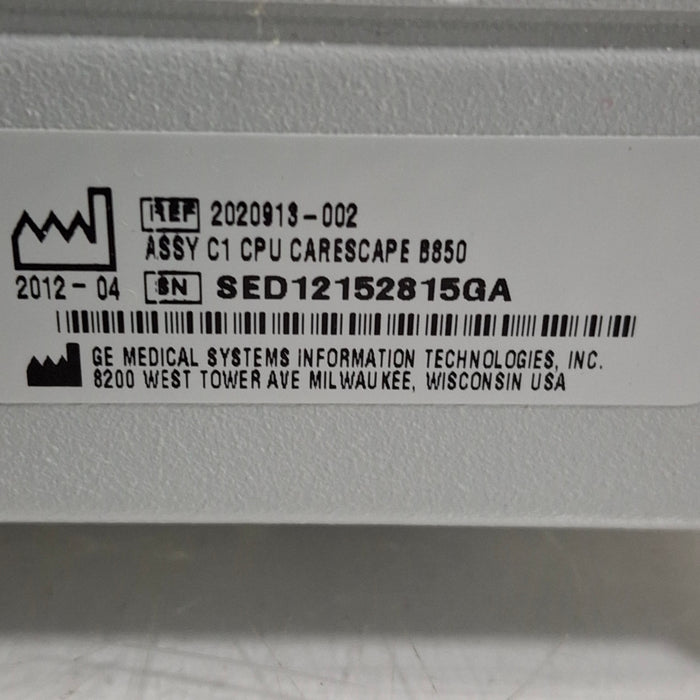 REF 2020913-002
ASSY C1 CPU CARESCAPE B850
2012-04 SN SED12152815GA
GE MEDICAL SYSTEMS INFORMATION TECHNOLOGIES, INC.
8200 WEST TOWER AVE MILWAUKEE, WISCONSIN USA